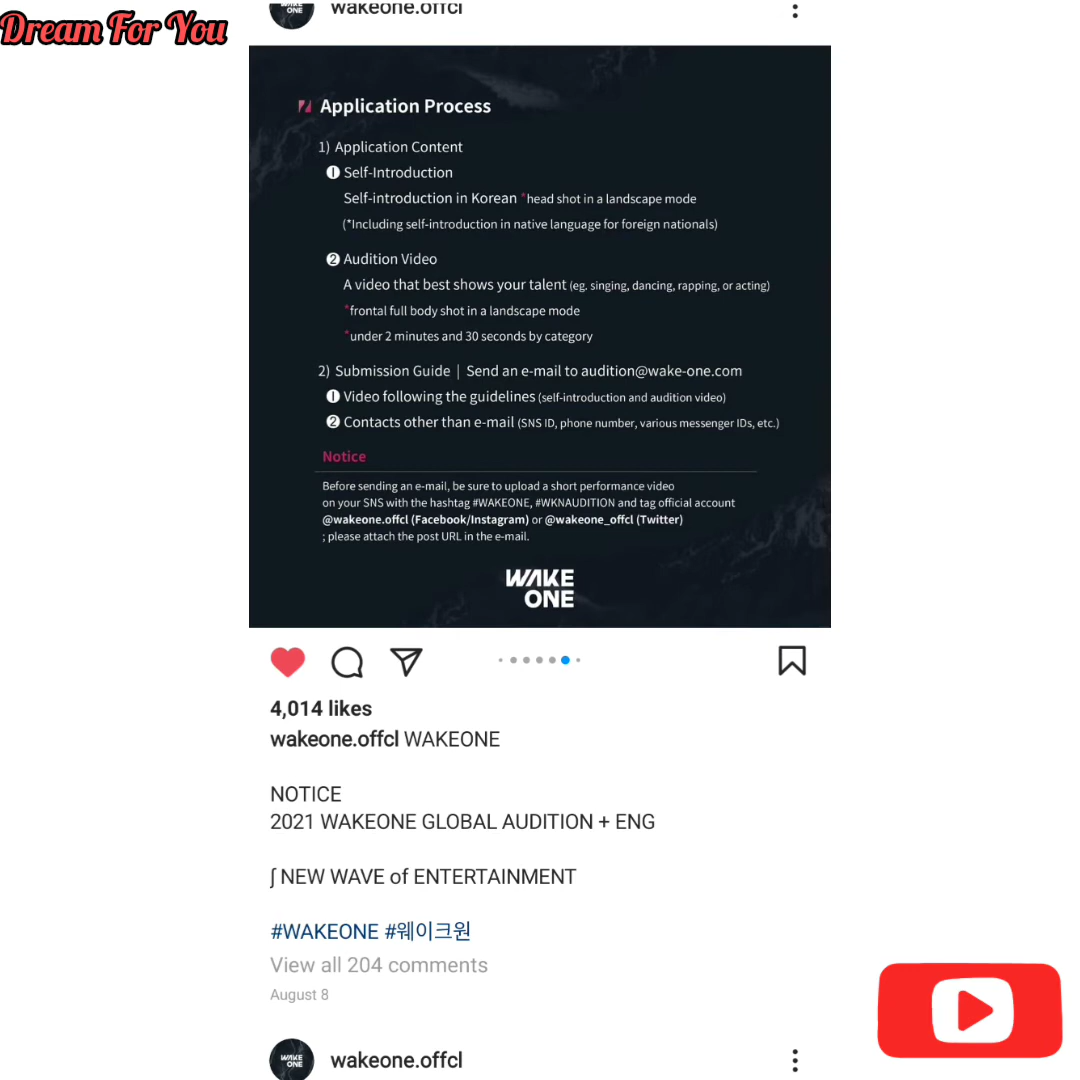 Dream For You
WAKE
ONE
wakeone.offcl
Application Process
1) Application Content
❶ Self-Introduction
Self-introduction in Korean *head shot in a landscape mode
(*Including self-introduction in native language for foreign nationals)
❷ Audition Video
A video that best shows your talent (eg. singing, dancing, rapping, or acting)
*frontal full body shot in a landscape mode
*under 2 minutes and 30 seconds by category
2) Submission Guide | Send an e-mail to audition@wake-one.com
❶ Video following the guidelines (self-introduction and audition video)
❷ Contacts other than e-mail (SNS ID, phone number, various messenger IDs, etc.)
Notice
Before sending an e-mail, be sure to upload a short performance video
on your SNS with the hashtag #WAKEONE, #WKNAUDITION and tag official account
@wakeone.offcl (Facebook/Instagram) or @wakeone_offcl (Twitter)
; please attach the post URL in the e-mail.
WAKE
ONE
4,014 likes
wakeone.offcl WAKEONE
NOTICE
2021 WAKEONE GLOBAL AUDITION + ENG
∫ NEW WAVE of ENTERTAINMENT
#WAKEONE #웨이크원
View all 204 comments
August 8
WAKE
ONE
wakeone.offcl